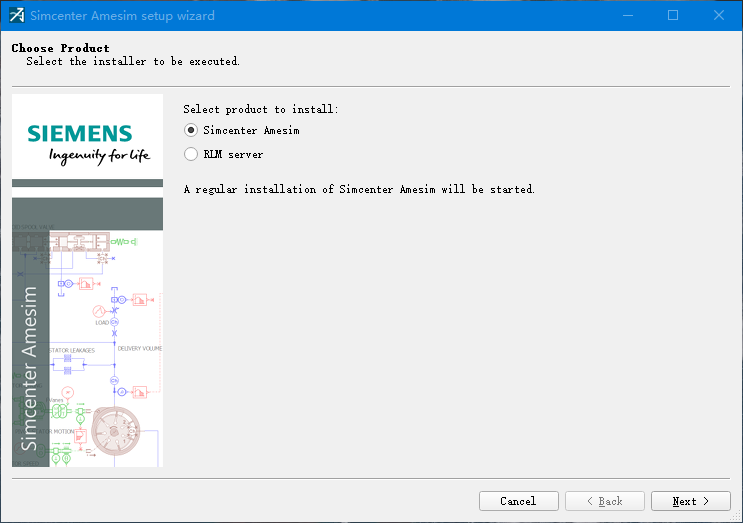 Simcenter Amesim setup wizard
Choose Product
Select the installer to be executed.
SIEMENS
Ingenuity for life
Select product to install:
Simcenter Amesim
RLM server
A regular installation of Simcenter Amesim will be started.
LOAD
STATOR LEAKAGES
DELIVERY VOLUME
Simcenter Amesim
Cancel
< Back
Next >